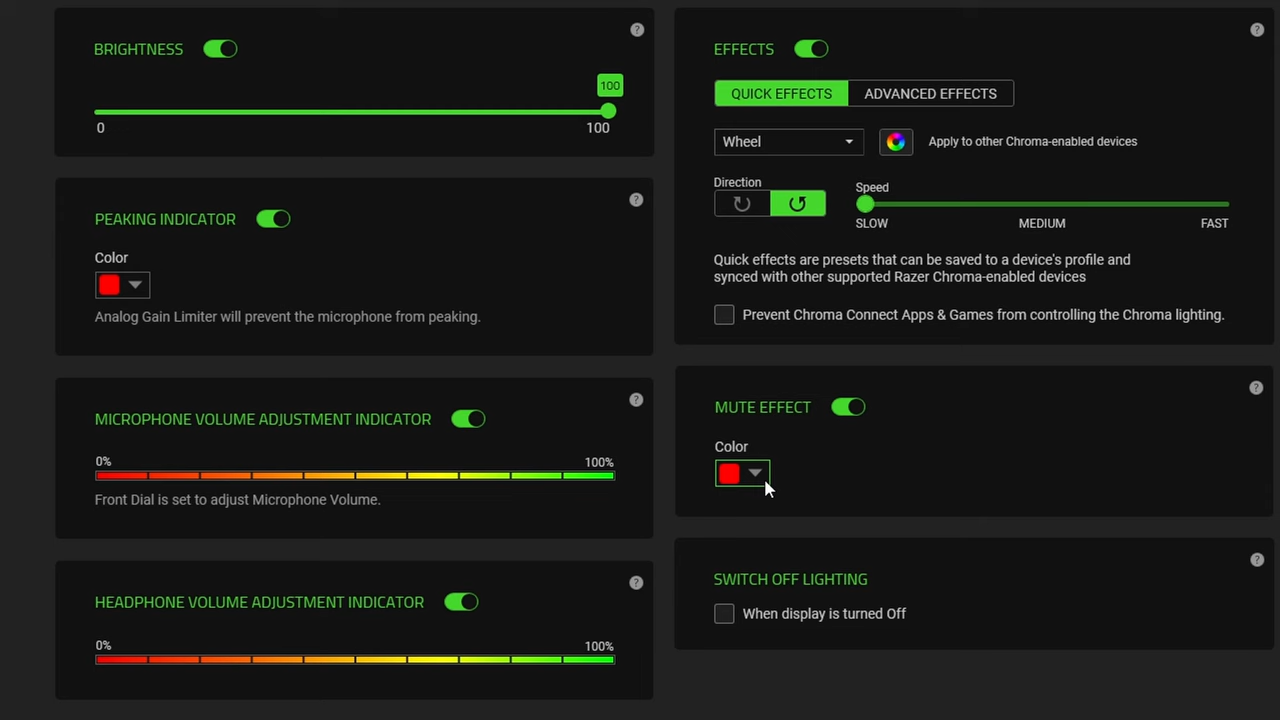 BRIGHTNESS
?
100
0
100
PEAKING INDICATOR
?
Color
Analog Gain Limiter will prevent the microphone from peaking.
MICROPHONE VOLUME ADJUSTMENT INDICATOR
?
0%
100%
Front Dial is set to adjust Microphone Volume.
HEADPHONE VOLUME ADJUSTMENT INDICATOR
?
0%
100%
EFFECTS
?
QUICK EFFECTS
ADVANCED EFFECTS
Wheel
Apply to other Chroma-enabled devices
Direction
Speed
SLOW
MEDIUM
FAST
Quick effects are presets that can be saved to a device's profile and
synced with other supported Razer Chroma-enabled devices
Prevent Chroma Connect Apps & Games from controlling the Chroma lighting.
MUTE EFFECT
?
Color
SWITCH OFF LIGHTING
?
When display is turned Off